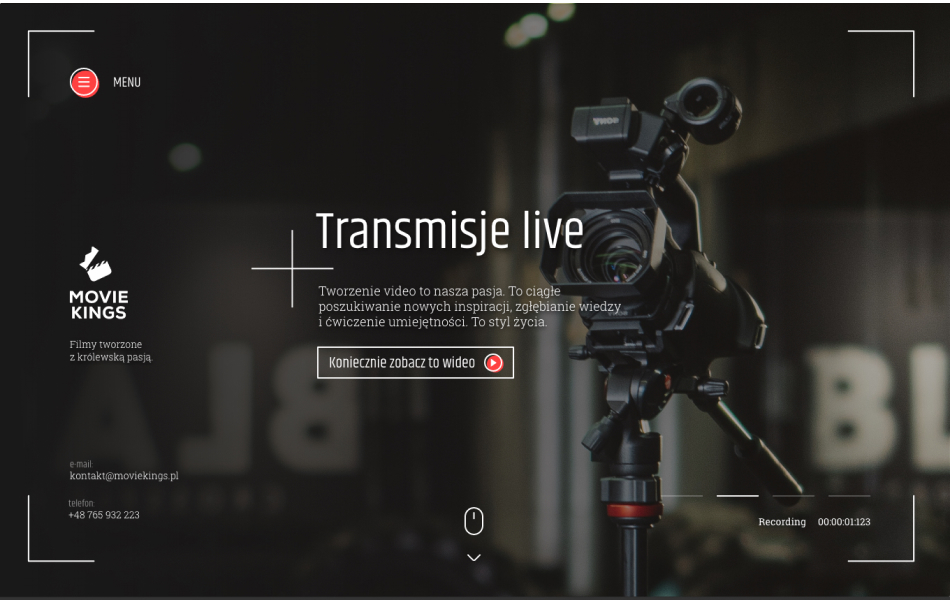 MENU
Transmisje live
Tworzenie video to nasza pasja. To ciągłe
poszukiwanie nowych inspiracji, zgłębianie wiedzy
i ćwiczenie umiejętności. To styl życia.
Koniecznie zobacz to wideo
MOVIE
KINGS
Filmy tworzone
z królewską pasją.
e-mail:
kontakt@moviekings.pl
telefon:
+48 765 932 223
Recording 00:00:01:123